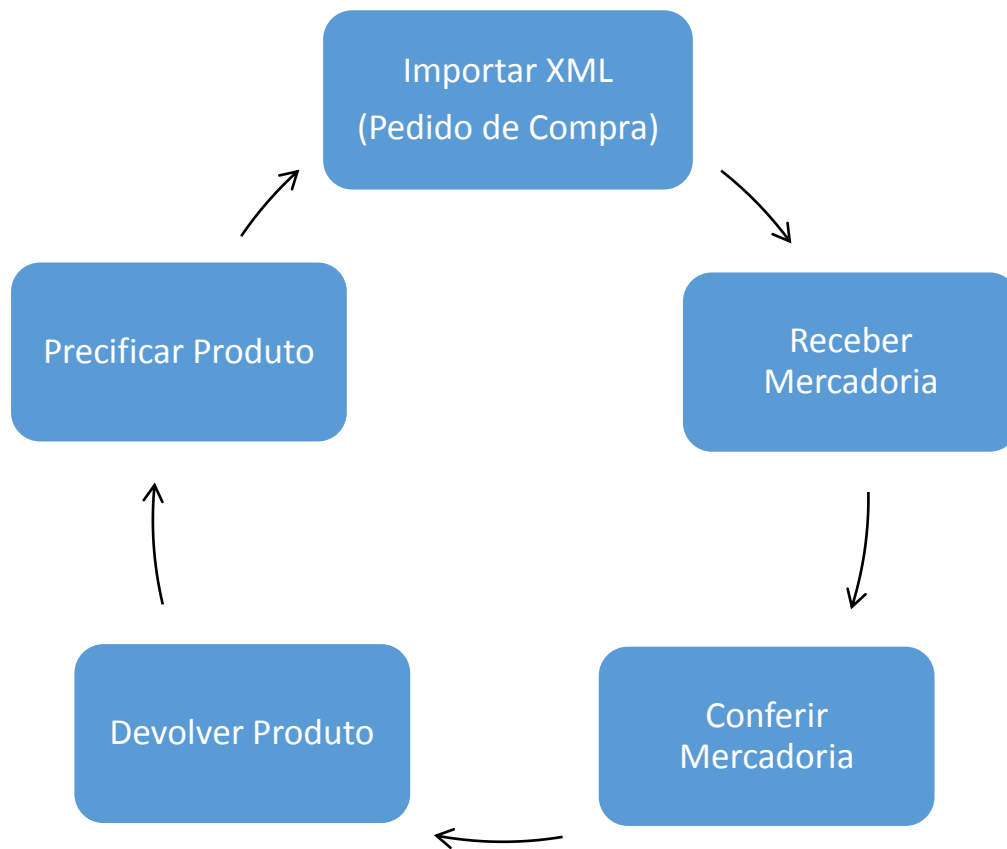 Importar XML
(Pedido de Compra)
Receber
Mercadoria
Conferir
Mercadoria
Devolver Produto
Precificar Produto